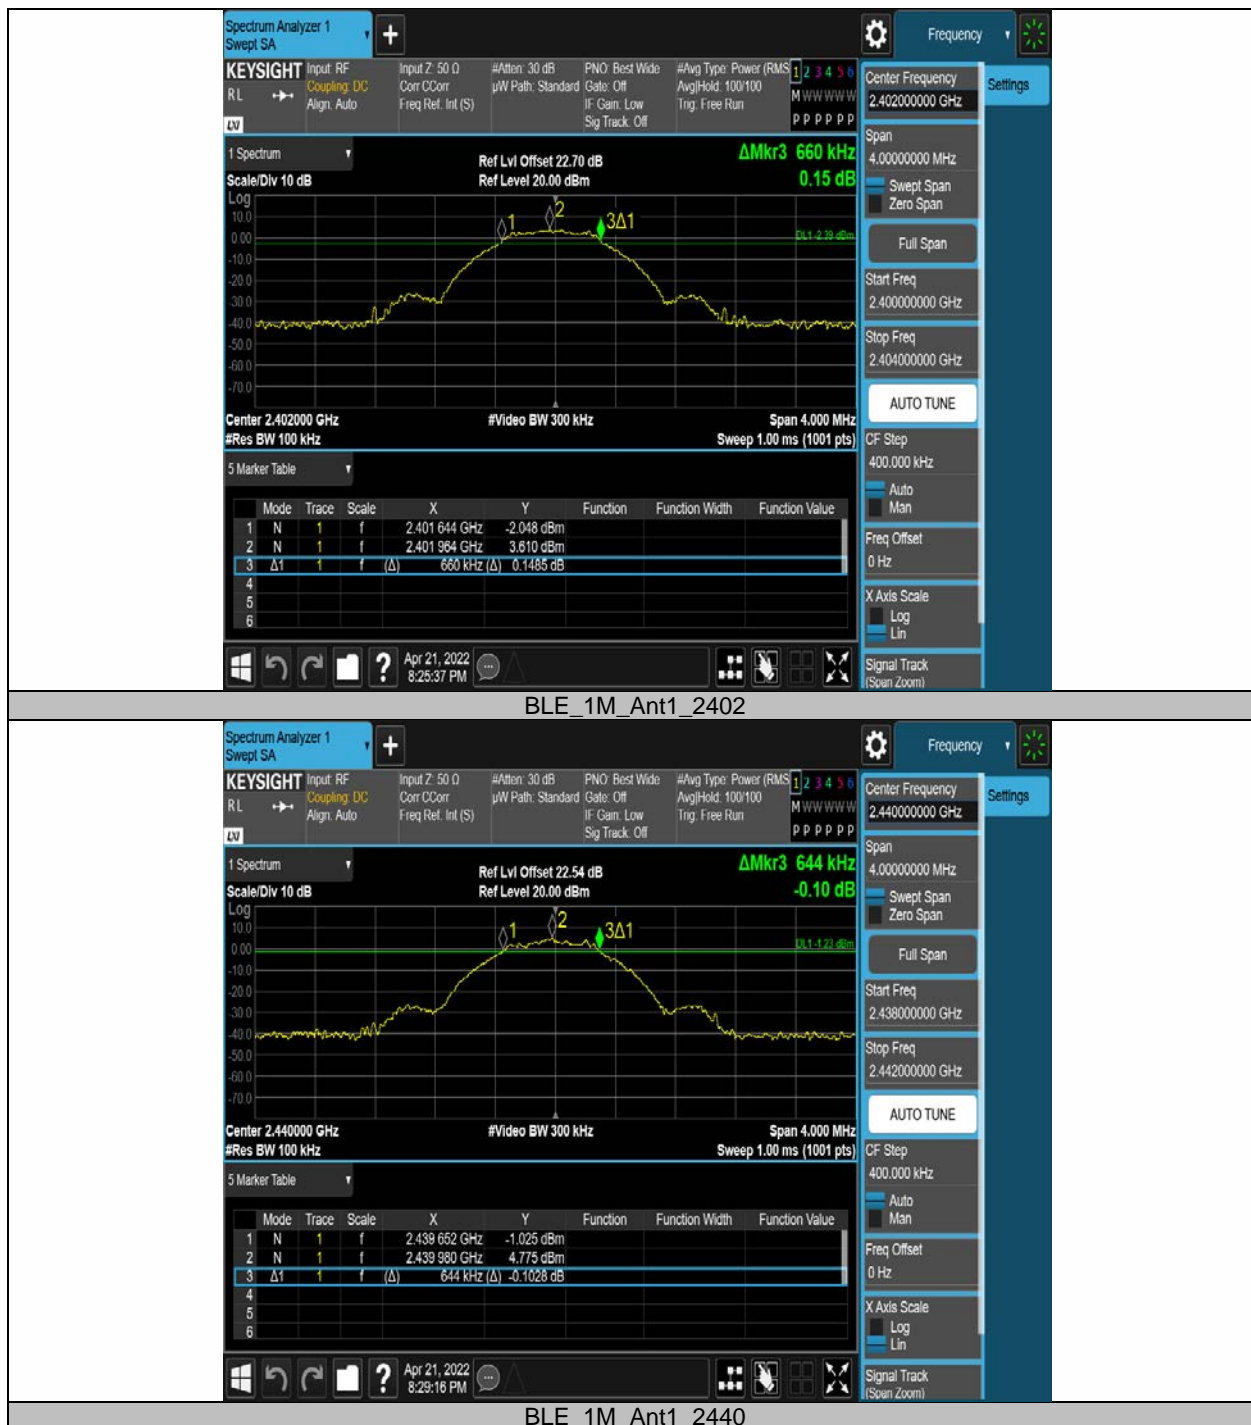 Spectrum Analyzer 1
Swept SA
Frequency
KEYSIGHT
RL
LXI
Input: RF
Coupling: DC
Align: Auto
Input Z: 50 Ω
Corr CCorr
Freq Ref: Int (S)
#Atten: 30 dB
µW Path: Standard
PNO: Best Wide
Gate: Off
IF Gain: Low
Sig Track: Off
#Avg Type: Power (RMS
Avg|Hold: 100/100
Trig: Free Run
1 2 3 4 5 6
M W W W W W
P P P P P P
1 Spectrum
Scale/Div 10 dB
Ref Lvl Offset 22.70 dB
Ref Level 20.00 dBm
ΔMkr3 660 kHz
0.15 dB
Log
10.0
0.00
-10.0
-20.0
-30.0
-40.0
-50.0
-60.0
-70.0
1
2
3Δ1
DL1 -2.39 dBm
Center 2.402000 GHz
#Video BW 300 kHz
Span 4.000 MHz
#Res BW 100 kHz
Sweep 1.00 ms (1001 pts)
5 Marker Table
Mode Trace Scale X Y Function Function Width Function Value
1 N 1 f 2.401 644 GHz -2.048 dBm
2 N 1 f 2.401 964 GHz 3.610 dBm
3 Δ1 1 f (Δ) 660 kHz (Δ) 0.1485 dB
4
5
6
Apr 21, 2022
8:25:37 PM
Center Frequency
2.402000000 GHz
Settings
Span
4.00000000 MHz
Swept Span
Zero Span
Full Span
Start Freq
2.400000000 GHz
Stop Freq
2.404000000 GHz
AUTO TUNE
CF Step
400.000 kHz
Auto
Man
Freq Offset
0 Hz
X Axis Scale
Log
Lin
Signal Track
(Span Zoom)
BLE_1M_Ant1_2402
Spectrum Analyzer 1
Swept SA
Frequency
KEYSIGHT
RL
LXI
Input: RF
Coupling: DC
Align: Auto
Input Z: 50 Ω
Corr CCorr
Freq Ref: Int (S)
#Atten: 30 dB
µW Path: Standard
PNO: Best Wide
Gate: Off
IF Gain: Low
Sig Track: Off
#Avg Type: Power (RMS
Avg|Hold: 100/100
Trig: Free Run
1 2 3 4 5 6
M W W W W W
P P P P P P
1 Spectrum
Scale/Div 10 dB
Ref Lvl Offset 22.54 dB
Ref Level 20.00 dBm
ΔMkr3 644 kHz
-0.10 dB
Log
10.0
0.00
-10.0
-20.0
-30.0
-40.0
-50.0
-60.0
-70.0
1
2
3Δ1
DL1 -1.23 dBm
Center 2.440000 GHz
#Video BW 300 kHz
Span 4.000 MHz
#Res BW 100 kHz
Sweep 1.00 ms (1001 pts)
5 Marker Table
Mode Trace Scale X Y Function Function Width Function Value
1 N 1 f 2.439 652 GHz -1.025 dBm
2 N 1 f 2.439 980 GHz 4.775 dBm
3 Δ1 1 f (Δ) 644 kHz (Δ) -0.1028 dB
4
5
6
Apr 21, 2022
8:29:16 PM
Center Frequency
2.440000000 GHz
Settings
Span
4.00000000 MHz
Swept Span
Zero Span
Full Span
Start Freq
2.438000000 GHz
Stop Freq
2.442000000 GHz
AUTO TUNE
CF Step
400.000 kHz
Auto
Man
Freq Offset
0 Hz
X Axis Scale
Log
Lin
Signal Track
(Span Zoom)
BLE_1M_Ant1_2440